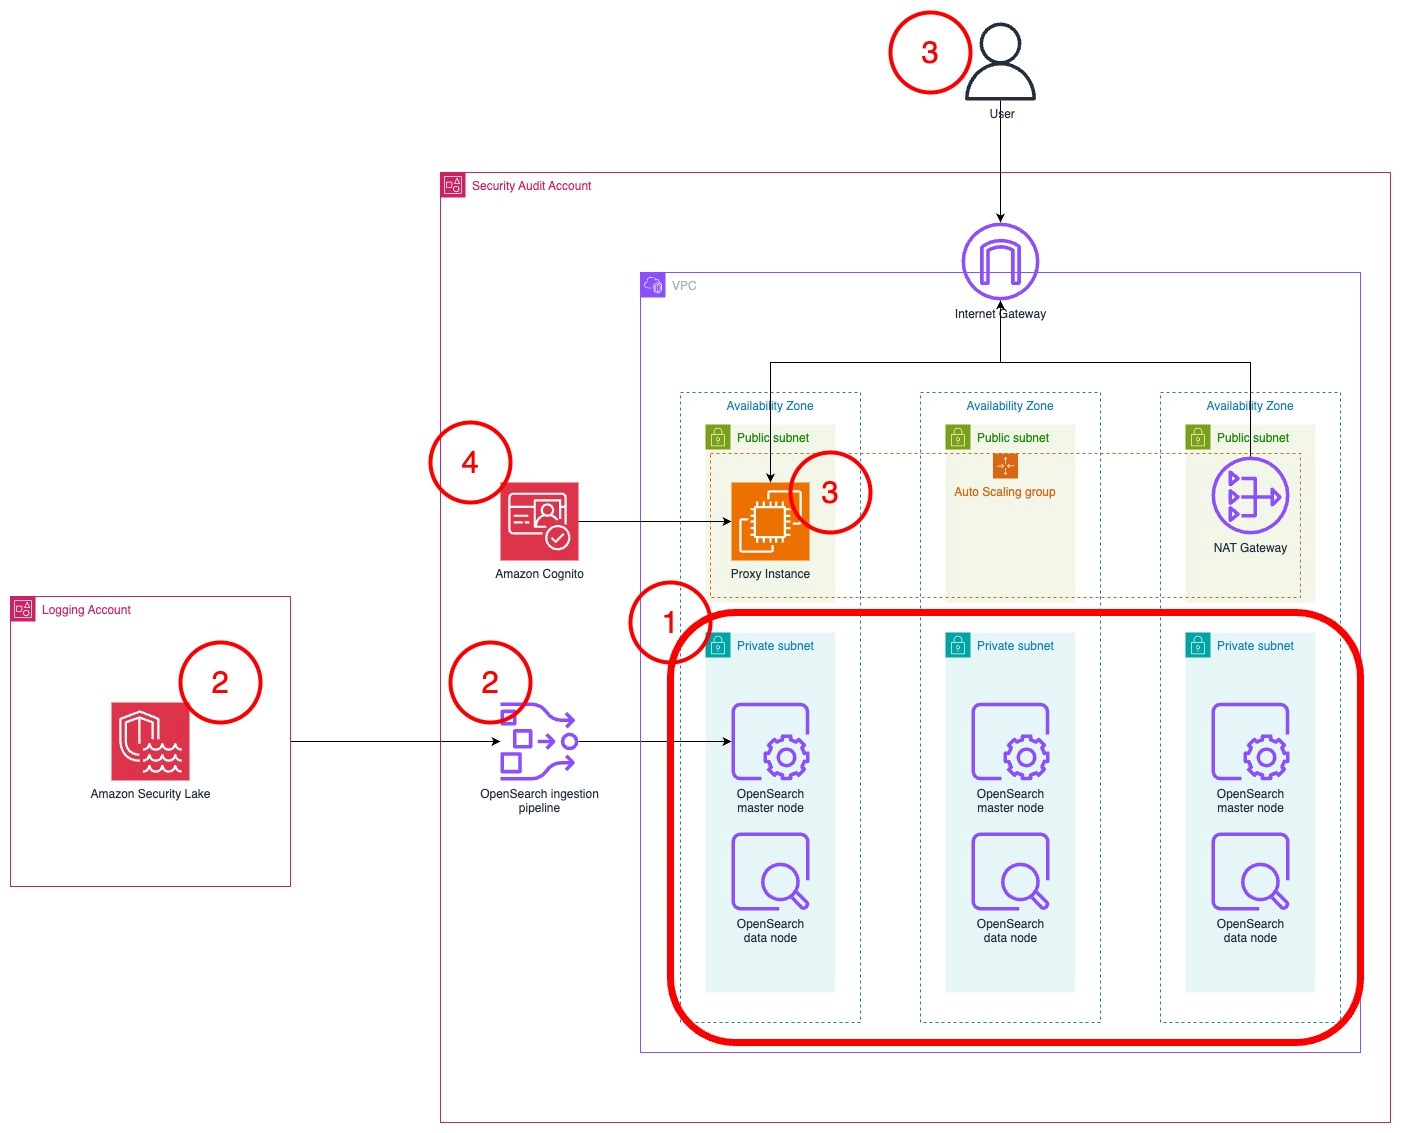 3
User
Security Audit Account
VPC
Internet Gateway
Availability Zone
Availability Zone
Availability Zone
Public subnet
Public subnet
Public subnet
4
3
Auto Scaling group
NAT Gateway
Amazon Cognito
Proxy Instance
Logging Account
1
Private subnet
Private subnet
Private subnet
2
2
Amazon Security Lake
OpenSearch ingestion
pipeline
OpenSearch
master node
OpenSearch
master node
OpenSearch
master node
OpenSearch
data node
OpenSearch
data node
OpenSearch
data node